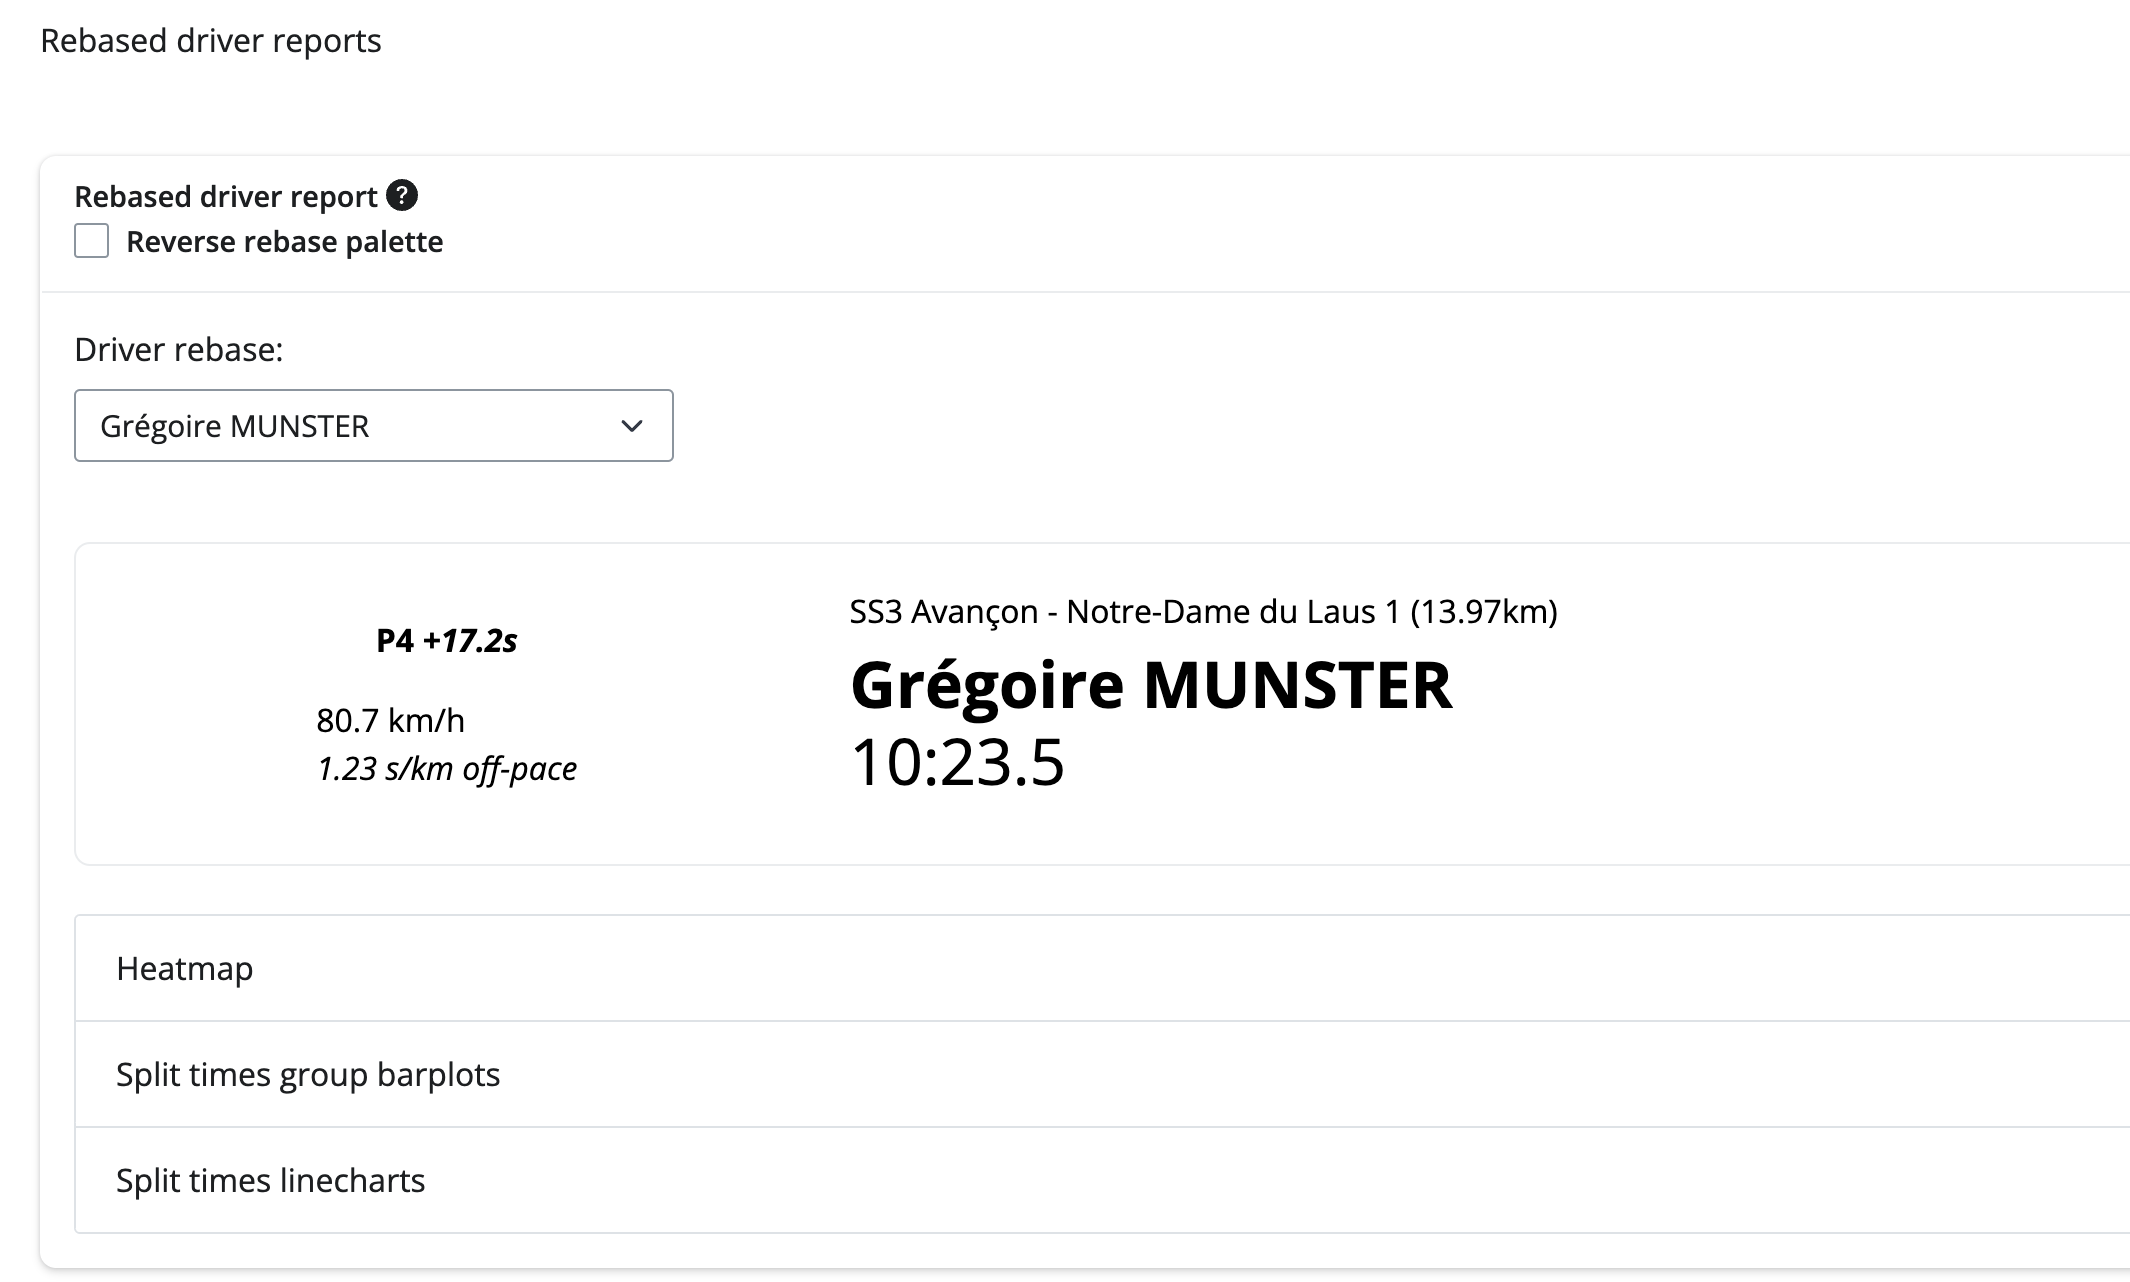 Rebased driver reports
Rebased driver report ?
Reverse rebase palette
Driver rebase:
Grégoire MUNSTER
P4 +17.2s
80.7 km/h
1.23 s/km off-pace
SS3 Avançon - Notre-Dame du Laus 1 (13.97km)
Grégoire MUNSTER
10:23.5
Heatmap
Split times group barplots
Split times linecharts